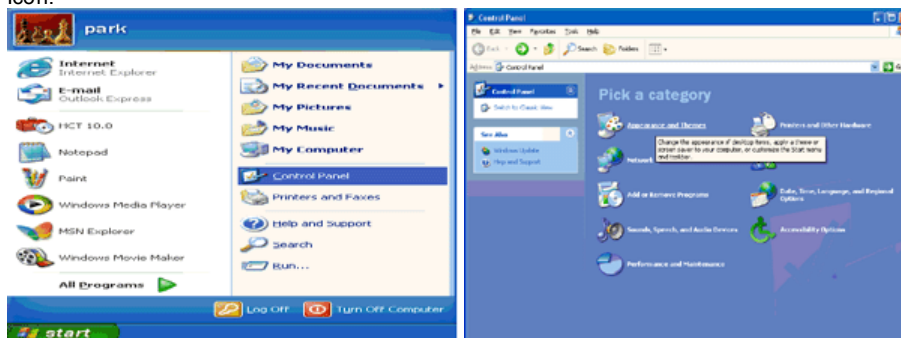 icon.
park
Internet
Internet Explorer
E-mail
Outlook Express
HCT 10.0
Notepad
Paint
Windows Media Player
MSN Explorer
Windows Movie Maker
All Programs
My Documents
My Recent Documents
My Pictures
My Music
My Computer
Control Panel
Printers and Faxes
Help and Support
Search
Run...
Log Off
Turn Off Computer
start
Control Panel
File Edit View Favorites Tools Help
Back
Search
Folders
Address
Control Panel
Control Panel
Switch to Classic View
See Also
Windows Update
Help and Support
Pick a category
Appearance and Themes
Printers and Other Hardware
Change the appearance of desktop items, apply a theme or
screen saver to your computer, or customize the Start menu
and taskbar.
Network
Add or Remove Programs
Date, Time, Language, and Regional
Options
Sounds, Speech, and Audio Devices
Accessibility Options
Performance and Maintenance